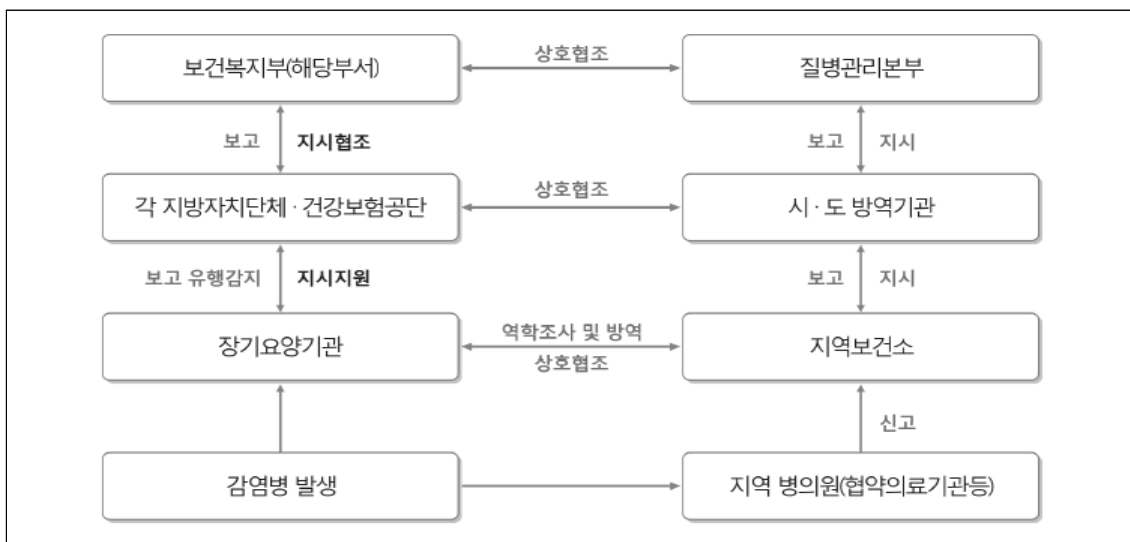 보건복지부(해당부서)
상호협조
질병관리본부
보고
지시협조
보고
지시
각 지방자치단체 · 건강보험공단
상호협조
시 · 도 방역기관
보고 유행감지
지시지원
보고
지시
장기요양기관
역학조사 및 방역
상호협조
지역보건소
신고
감염병 발생
지역 병의원(협약의료기관등)